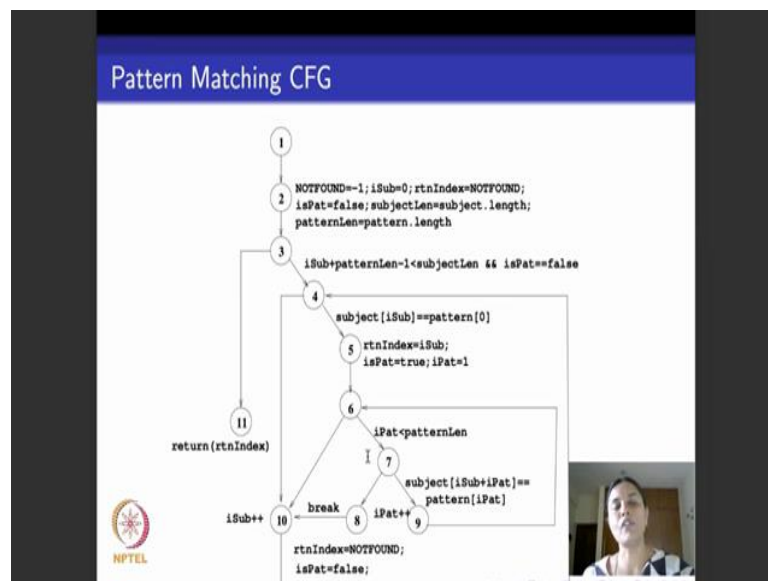 Pattern Matching CFG
1
2
NOTFOUND=-1;iSub=0;rtnIndex=NOTFOUND;
isPat=false;subjectLen=subject.length;
patternLen=pattern.length
3
iSub+patternLen-1<subjectLen && isPat==false
4
subject[iSub]==pattern[0]
5
rtnIndex=iSub;
isPat=true;iPat=1
6
iPat<patternLen
11
return(rtnIndex)
7
subject[iSub+iPat]==
pattern[iPat]
iSub++
10
break
8
iPat++
9
rtnIndex=NOTFOUND;
isPat=false;
NPTEL